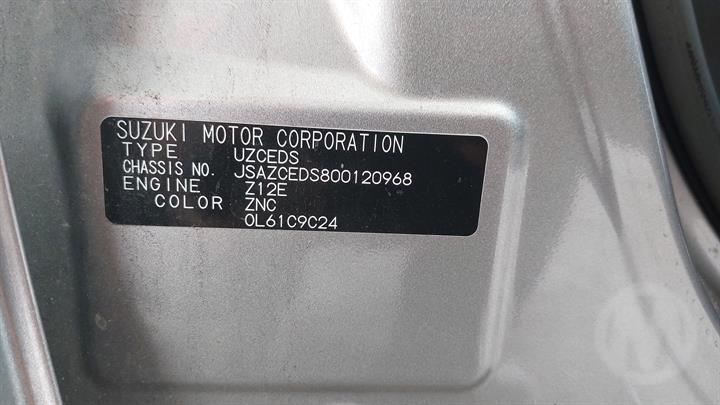 SUZUKI MOTOR CORPORATION
TYPE UZCEDS
CHASSIS NO. JSAZCEDS800120968
ENGINE Z12E
COLOR ZNC
0L61C9C24